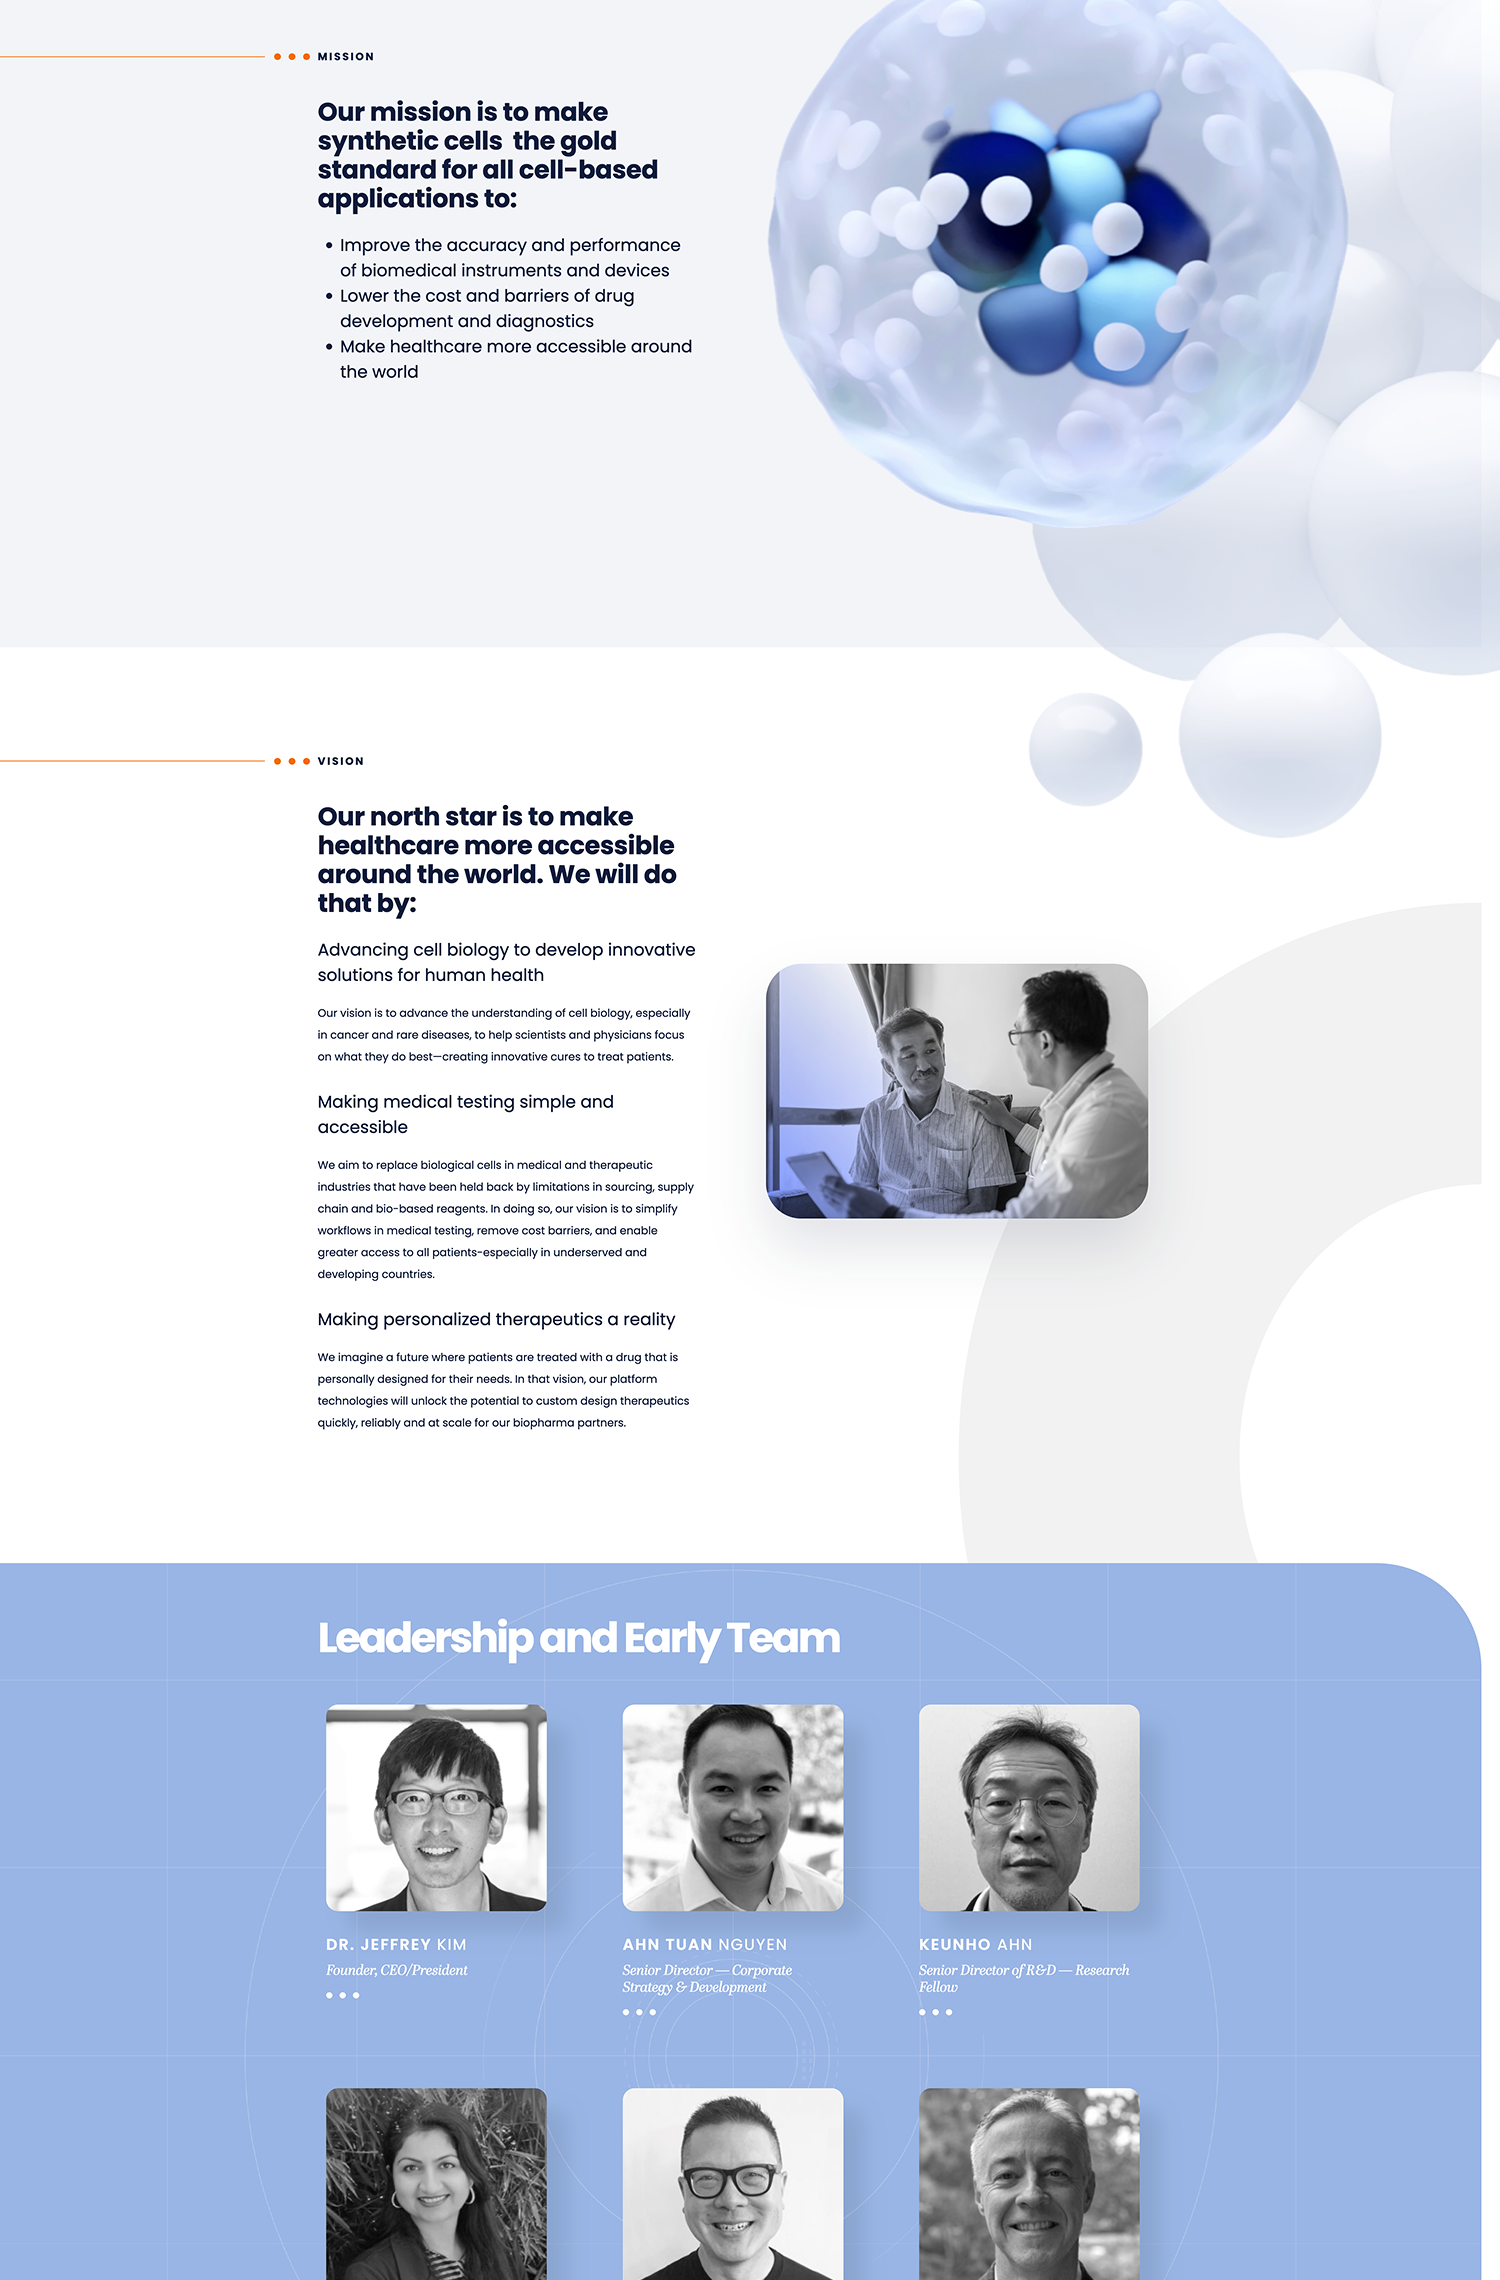 MISSION
Our mission is to make
synthetic cells  the gold
standard for all cell-based
applications to:
• Improve the accuracy and performance
of biomedical instruments and devices
• Lower the cost and barriers of drug
development and diagnostics
• Make healthcare more accessible around
the world
VISION
Our north star is to make
healthcare more accessible
around the world. We will do
that by:
Advancing cell biology to develop innovative
solutions for human health
Our vision is to advance the understanding of cell biology, especially
in cancer and rare diseases, to help scientists and physicians focus
on what they do best—creating innovative cures to treat patients.
Making medical testing simple and
accessible
We aim to replace biological cells in medical and therapeutic
industries that have been held back by limitations in sourcing, supply
chain and bio-based reagents. In doing so, our vision is to simplify
workflows in medical testing, remove cost barriers, and enable
greater access to all patients-especially in underserved and
developing countries.
Making personalized therapeutics a reality
We imagine a future where patients are treated with a drug that is
personally designed for their needs. In that vision, our platform
technologies will unlock the potential to custom design therapeutics
quickly, reliably and at scale for our biopharma partners.
Leadership and Early Team
DR. JEFFREY KIM
Founder, CEO/President
AHN TUAN NGUYEN
Senior Director — Corporate
Strategy & Development
KEUNHO AHN
Senior Director of R&D — Research
Fellow